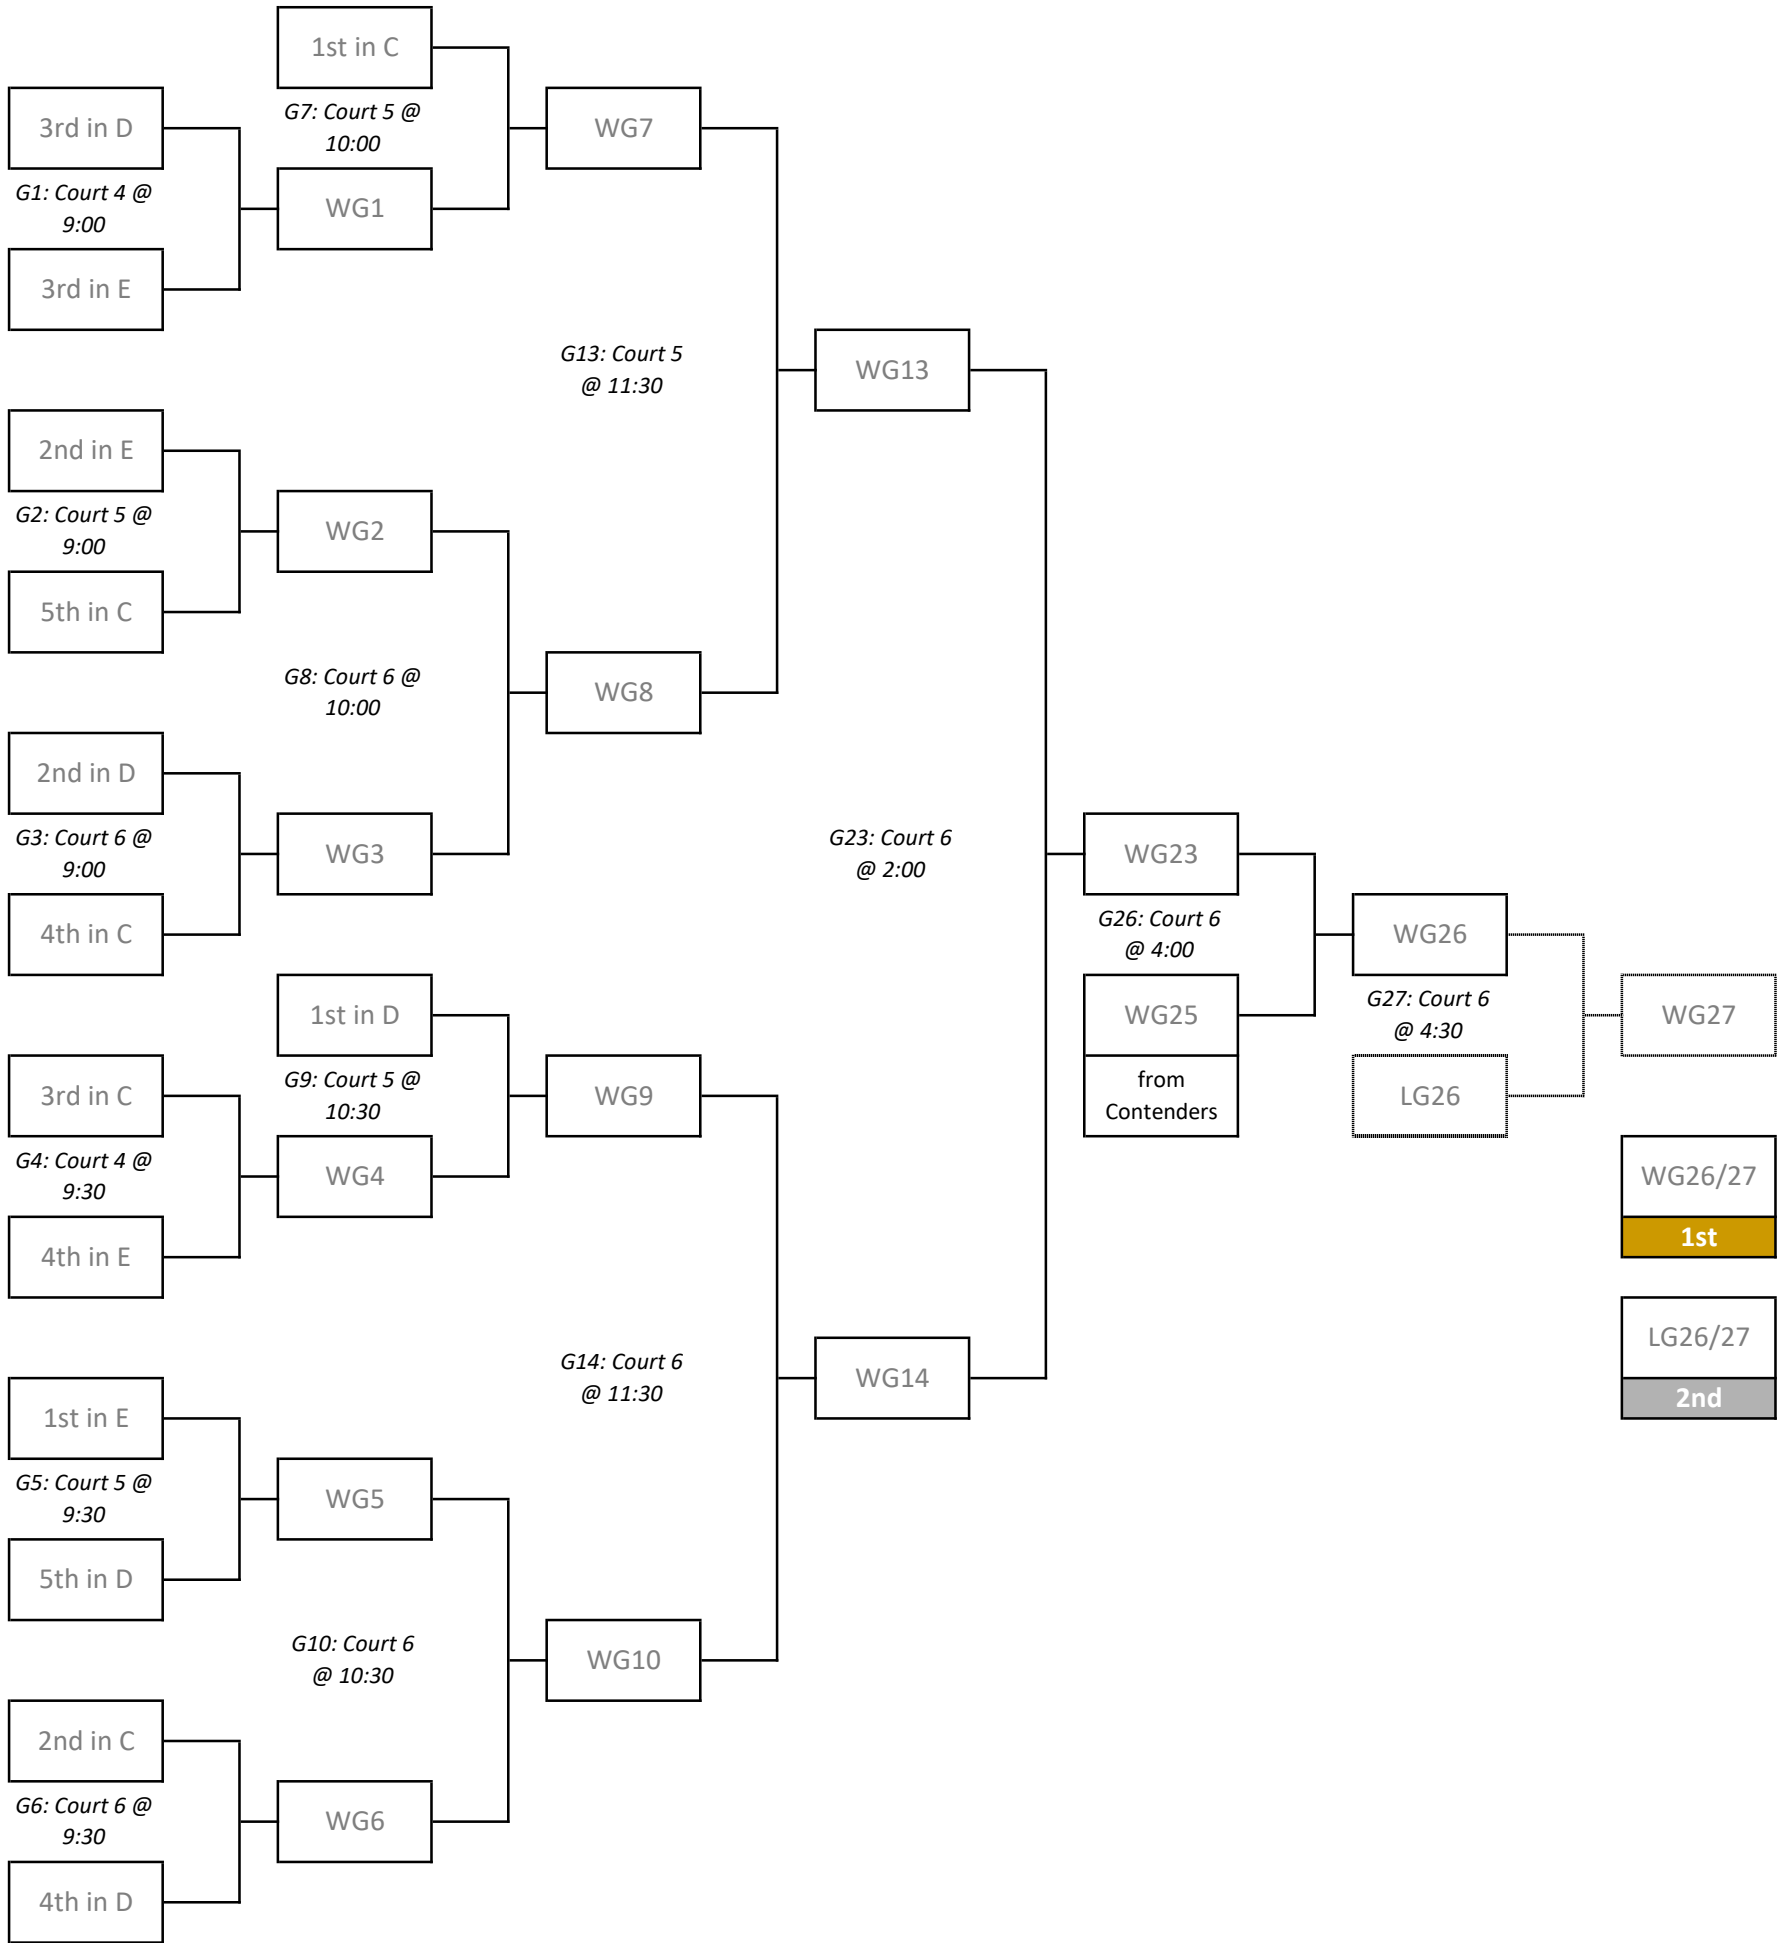 1st in C
G7: Court 5 @
10:00
3rd in D
WG7
G1: Court 4 @
9:00
WG1
3rd in E
G13: Court 5
@ 11:30
WG13
2nd in E
G2: Court 5 @
9:00
WG2
5th in C
G8: Court 6 @
10:00
WG8
2nd in D
G3: Court 6 @
9:00
WG3
G23: Court 6
@ 2:00
WG23
4th in C
G26: Court 6
@ 4:00
WG26
1st in D
WG25
G27: Court 6
@ 4:30
WG27
3rd in C
G9: Court 5 @
10:30
WG9
from
Contenders
LG26
G4: Court 4 @
9:30
WG4
WG26/27
1st
4th in E
LG26/27
2nd
G14: Court 6
@ 11:30
WG14
1st in E
G5: Court 5 @
9:30
WG5
5th in D
G10: Court 6
@ 10:30
WG10
2nd in C
G6: Court 6 @
9:30
WG6
4th in D